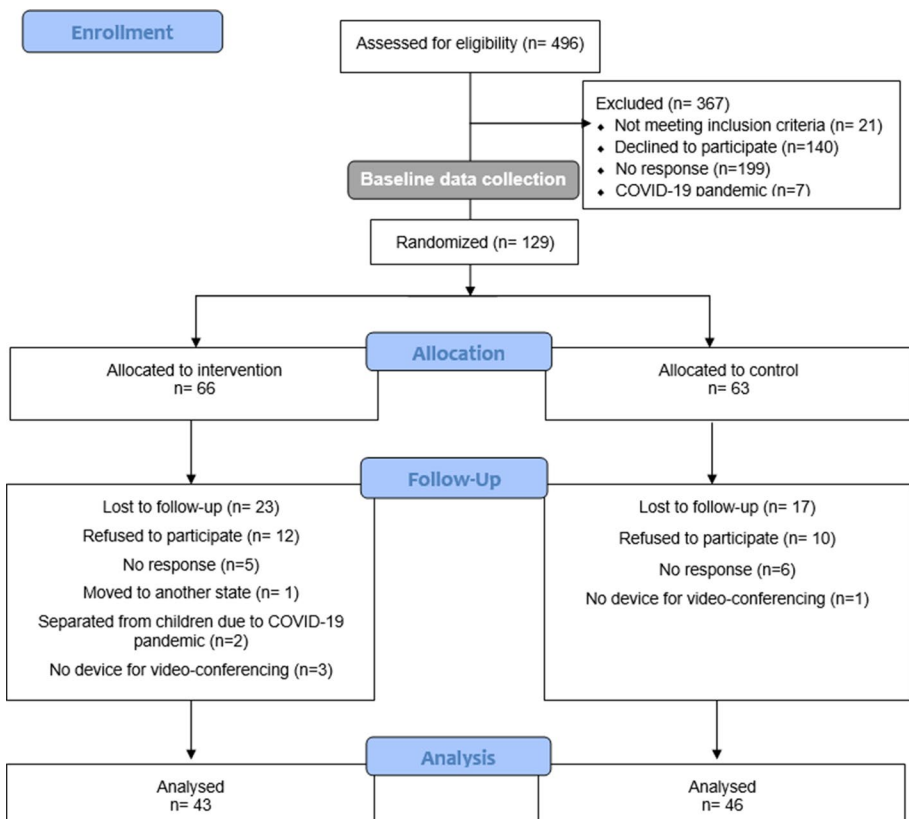 Enrollment
Assessed for eligibility (n= 496)
Excluded (n= 367)
⬥ Not meeting inclusion criteria (n= 21)
⬥ Declined to participate (n=140)
⬥ No response (n=199)
⬥ COVID-19 pandemic (n=7)
Baseline data collection
Randomized (n= 129)
Allocation
Allocated to intervention
n= 66
Allocated to control
n= 63
Follow-Up
Lost to follow-up (n= 23)
Refused to participate (n= 12)
No response (n=5)
Moved to another state (n= 1)
Separated from children due to COVID-19
pandemic (n=2)
No device for video-conferencing (n=3)
Lost to follow-up (n= 17)
Refused to participate (n= 10)
No response (n=6)
No device for video-conferencing (n=1)
Analysis
Analysed
n= 43
Analysed
n= 46